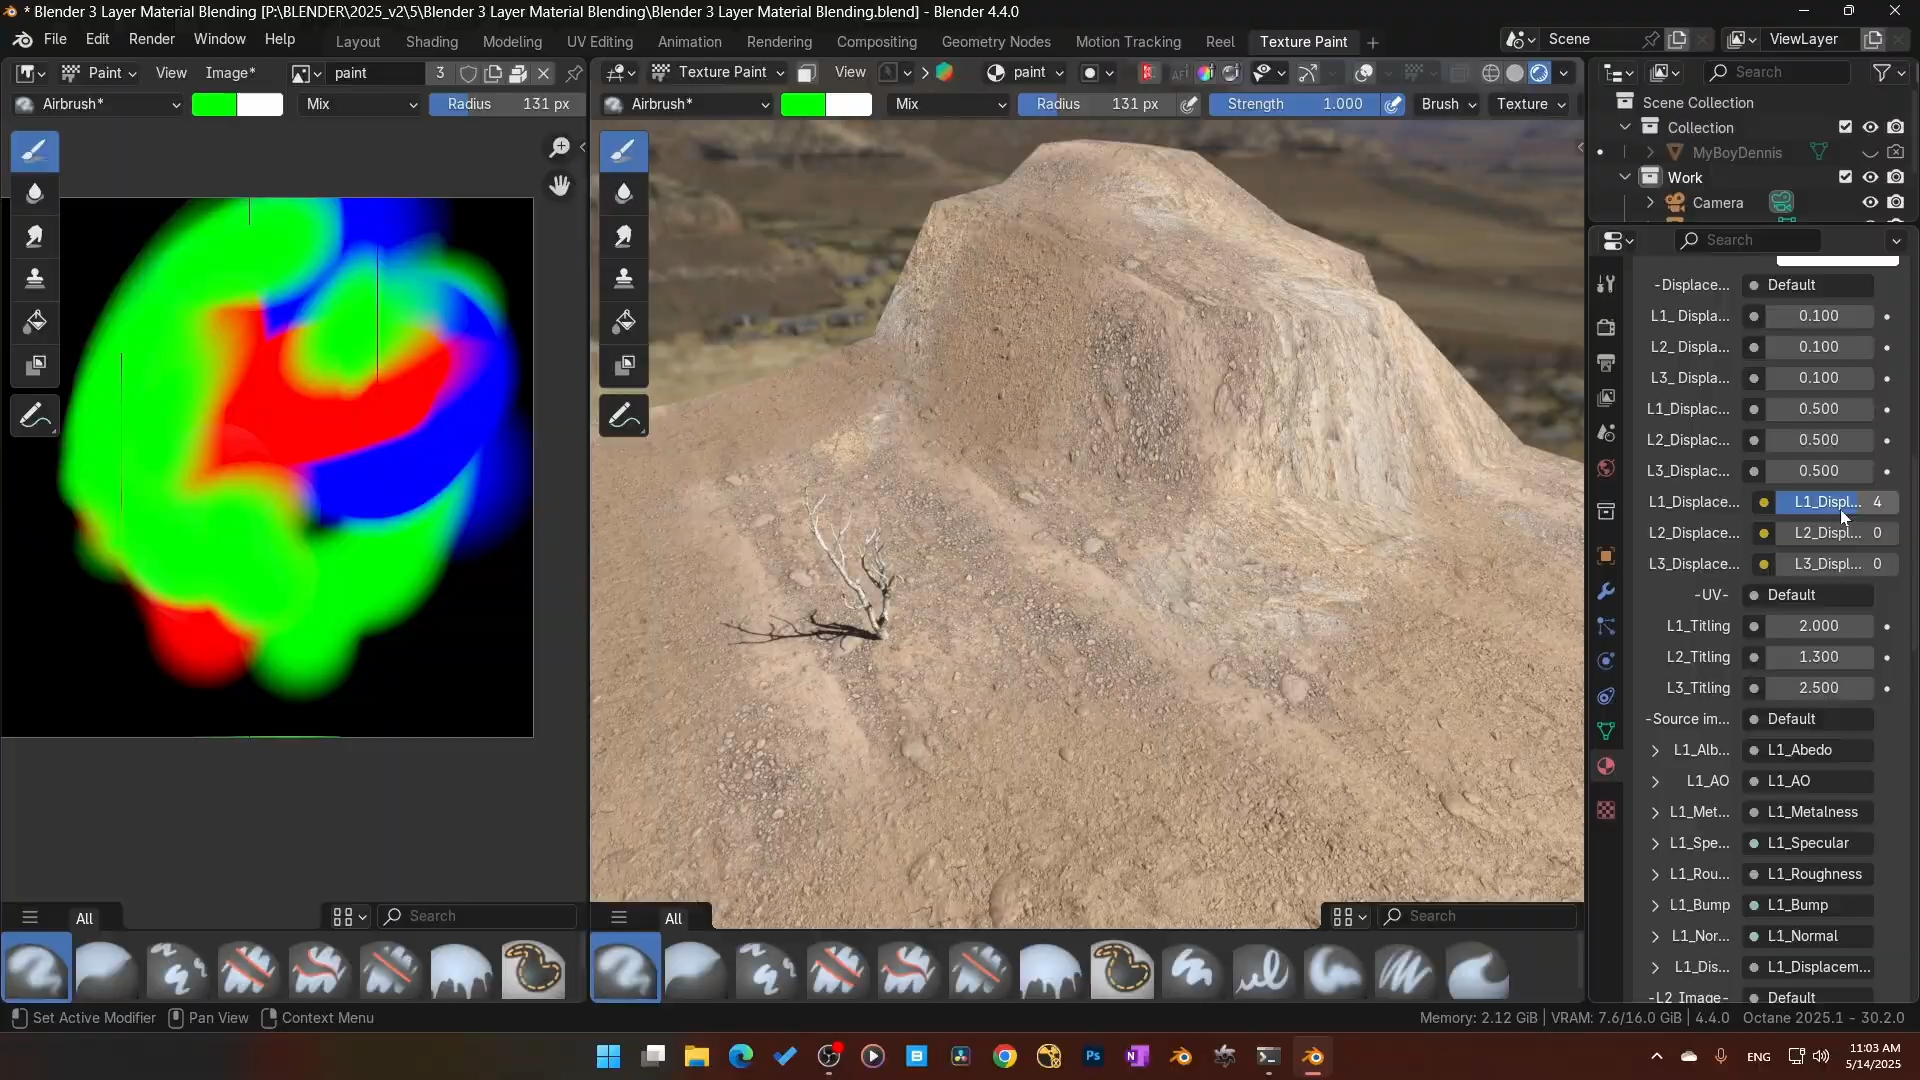 * Blender 3 Layer Material Blending [P:\BLENDER\2025_v2\5\Blender 3 Layer Material Blending\Blender 3 Layer Material Blending.blend] - Blender 4.4.0
File Edit Render Window Help Layout Shading Modeling UV Editing Animation Rendering Compositing Geometry Nodes Motion Tracking Reel Texture Paint Scene ViewLayer
Paint View Image* paint 3
Texture Paint View paint
Search
Airbrush* Mix Radius 131 px
Airbrush* Mix Radius 131 px Strength 1.000 Brush Texture
Scene Collection
Collection
MyBoyDennis
Work
Camera
Search
-Displace... Default
L1_ Displa... 0.100
L2_ Displa... 0.100
L3_ Displa... 0.100
L1_Displac... 0.500
L2_Displac... 0.500
L3_Displac... 0.500
L1_Displace... L1_Displ... 4
L2_Displace... L2_Displ... 0
L3_Displace... L3_Displ... 0
-UV- Default
L1_Titling 2.000
L2_Titling 1.300
L3_Titling 2.500
-Source im... Default
L1_Alb... L1_Abedo
L1_AO L1_AO
L1_Met... L1_Metalness
L1_Spe... L1_Specular
L1_Rou... L1_Roughness
L1_Bump L1_Bump
L1_Nor... L1_Normal
L1_Dis... L1_Displacem...
-L2 Image- Default
All Search
All Search
Set Active Modifier Pan View Context Menu
Memory: 2.12 GiB | VRAM: 7.6/16.0 GiB | 4.4.0 Octane 2025.1 - 30.2.0
ENG
11:03 AM
5/14/2025